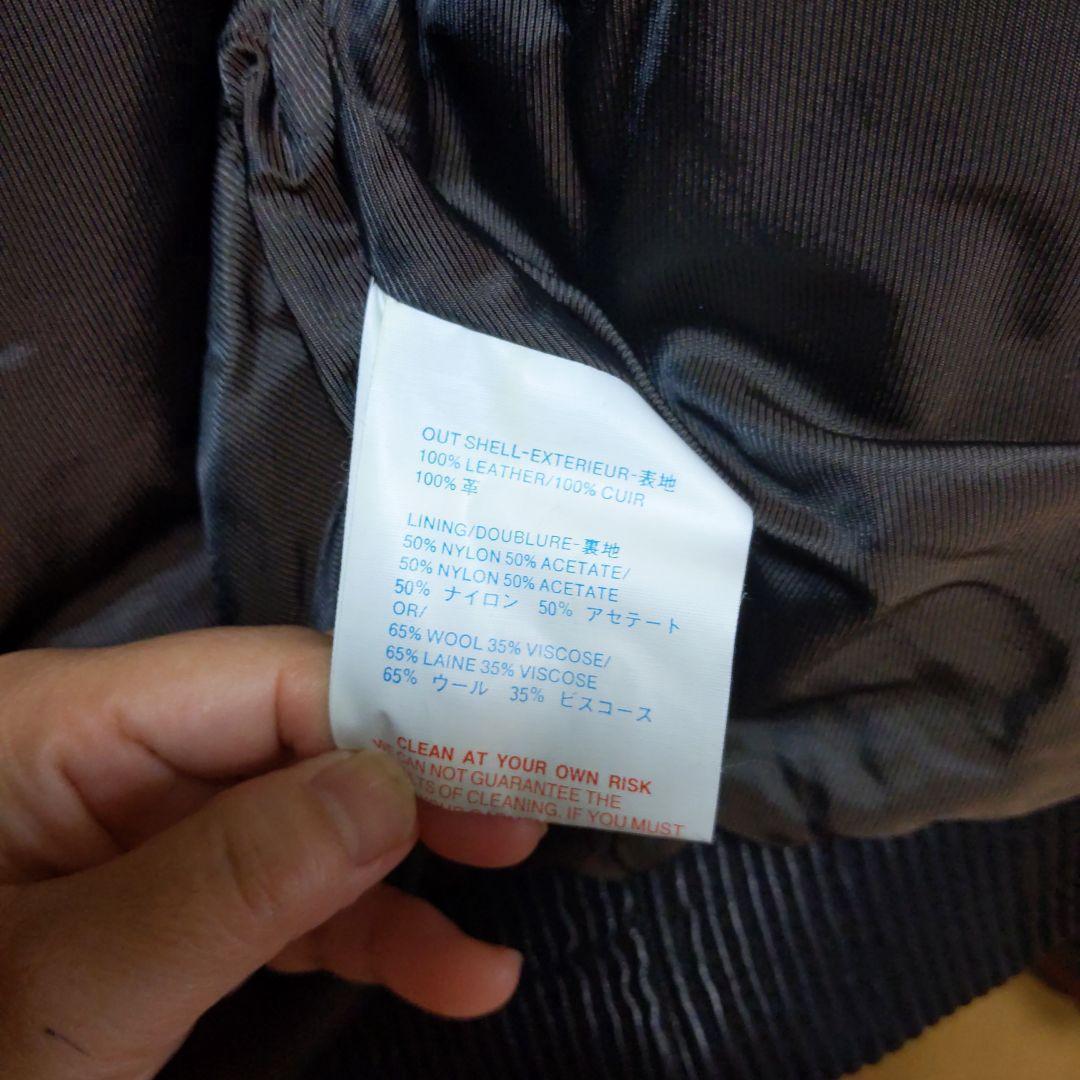 OUT SHELL-EXTERIEUR-表地
100% LEATHER/100% CUIR
100% 革
LINING/DOUBLURE-裏地
50% NYLON 50% ACETATE/
50% NYLON 50% ACETATE
50% ナイロン 50% アセテート
OR/
65% WOOL 35% VISCOSE/
65% LAINE 35% VISCOSE
65% ウール 35% ビスコース
CLEAN AT YOUR OWN RISK
CAN NOT GUARANTEE THE
OF CLEANING. IF YOU MUST